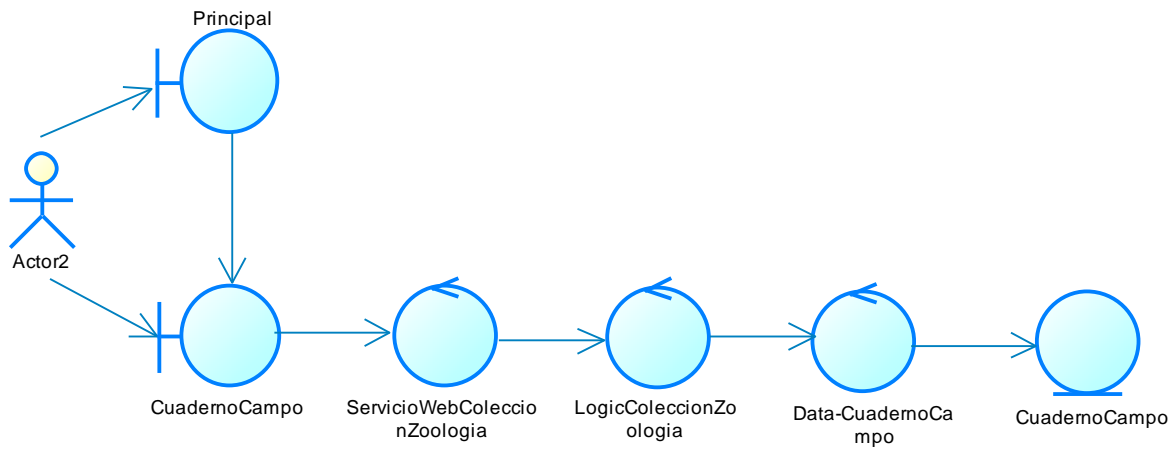 Principal
Actor2
CuadernoCampo
ServicioWebColeccio
nZoologia
LogicColeccionZo
ologia
Data-CuadernoCa
mpo
CuadernoCampo